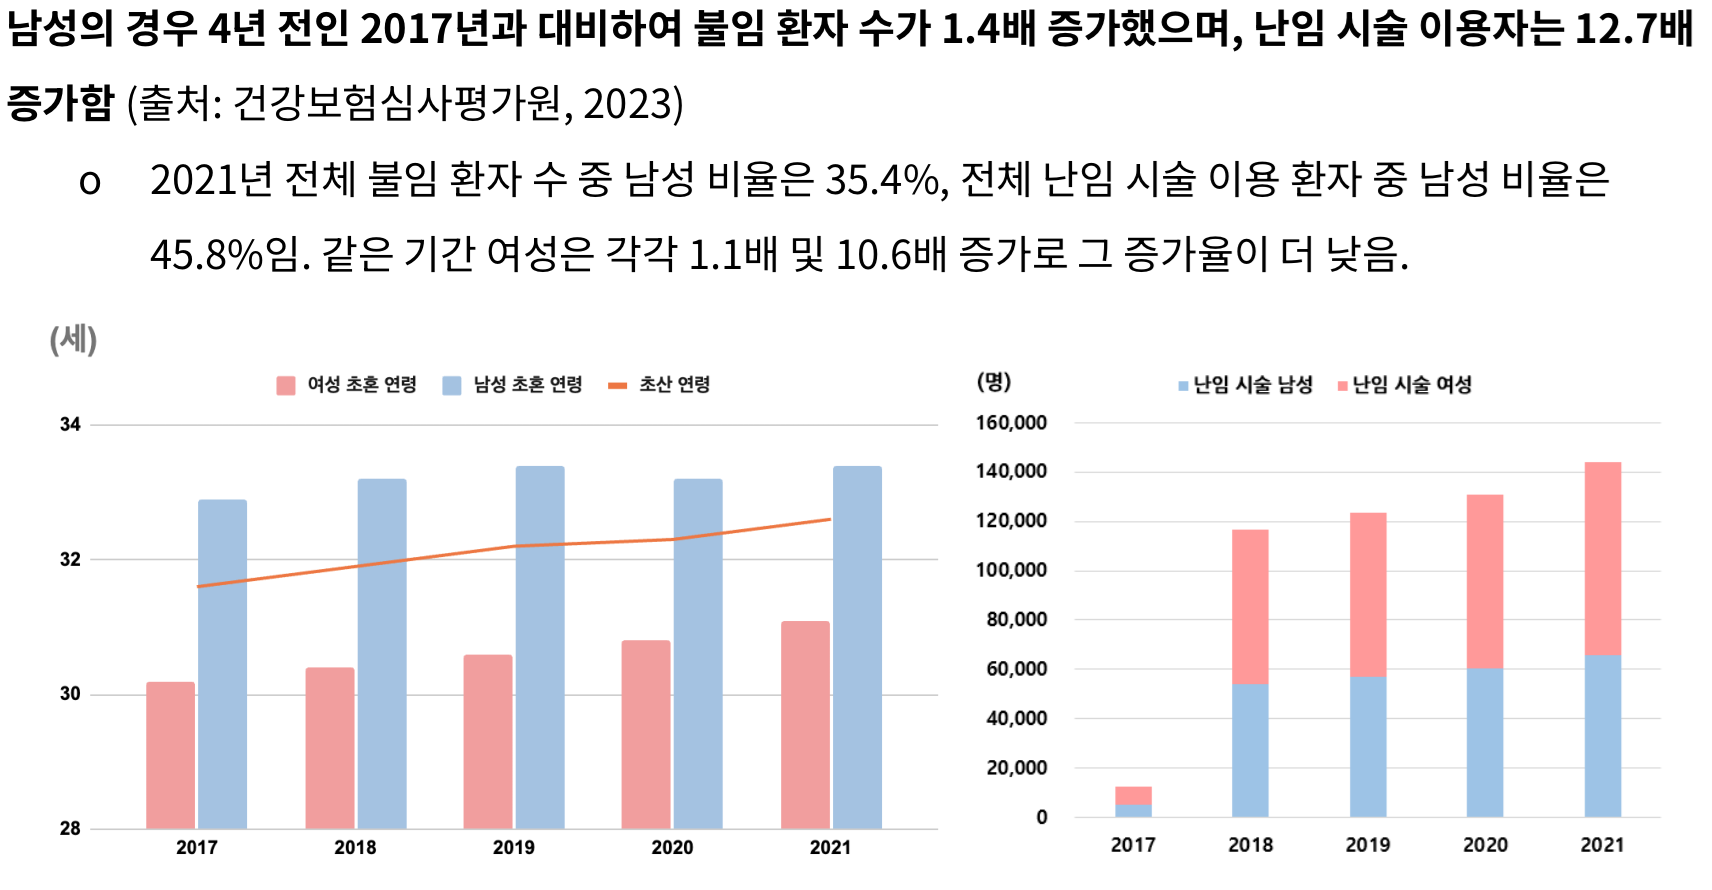 남성의 경우 4년 전인 2017년과 대비하여 불임 환자 수가 1.4배 증가했으며, 난임 시술 이용자는 12.7배
증가함 (출처: 건강보험심사평가원, 2023)
o 2021년 전체 불임 환자 수 중 남성 비율은 35.4%, 전체 난임 시술 이용 환자 중 남성 비율은
45.8%임. 같은 기간 여성은 각각 1.1배 및 10.6배 증가로 그 증가율이 더 낮음.
(세)
여성 초혼 연령 남성 초혼 연령 초산 연령
34
32
30
28
2017 2018 2019 2020 2021
(명) 난임 시술 남성 난임 시술 여성
160,000
140,000
120,000
100,000
80,000
60,000
40,000
20,000
0
2017 2018 2019 2020 2021